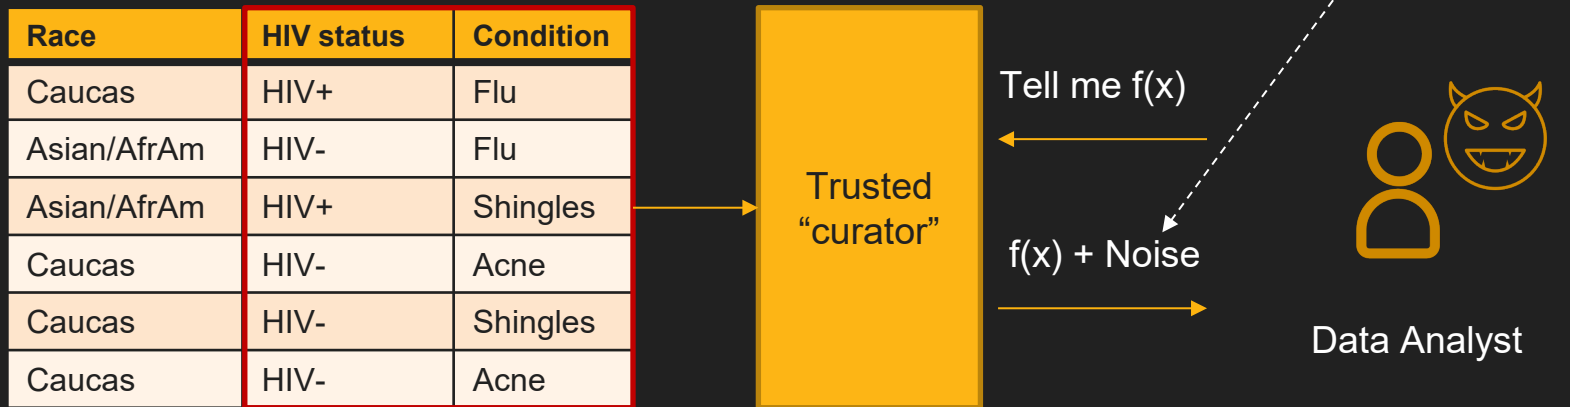 Race HIV status Condition
Caucas HIV+ Flu
Asian/AfrAm HIV- Flu
Asian/AfrAm HIV+ Shingles
Caucas HIV- Acne
Caucas HIV- Shingles
Caucas HIV- Acne
Trusted
“curator”
Tell me f(x)
f(x) + Noise
Data Analyst